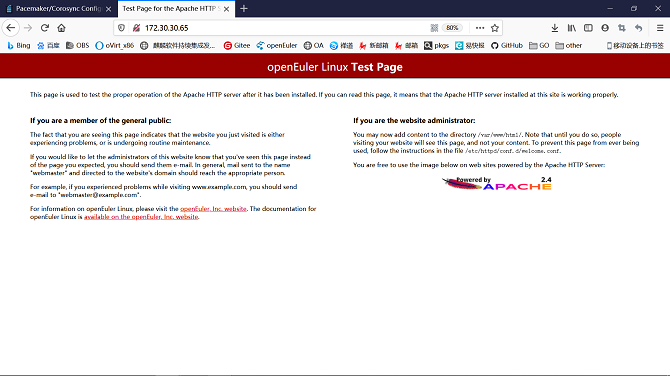 Pacemaker/Corosync Config
Test Page for the Apache HTTP S
172.30.30.65
80%
Bing
百度
OBS
oVirt_x86
麒麟软件持续集成发...
Gitee
openEuler
OA
禅道
新邮箱
邮箱
pkgs
易快报
GitHub
GO
other
移动设备上的书签
openEuler Linux Test Page
This page is used to test the proper operation of the Apache HTTP server after it has been installed. If you can read this page, it means that the Apache HTTP server installed at this site is working properly.
If you are a member of the general public:
The fact that you are seeing this page indicates that the website you just visited is either
experiencing problems, or is undergoing routine maintenance.
If you would like to let the administrators of this website know that you've seen this page instead
of the page you expected, you should send them e-mail. In general, mail sent to the name
"webmaster" and directed to the website's domain should reach the appropriate person.
For example, if you experienced problems while visiting www.example.com, you should send
e-mail to "webmaster@example.com".
For information on openEuler Linux, please visit the openEuler, Inc. website. The documentation for
openEuler Linux is available on the openEuler, Inc. website.
If you are the website administrator:
You may now add content to the directory /var/www/html/. Note that until you do so, people
visiting your website will see this page, and not your content. To prevent this page from ever being
used, follow the instructions in the file /etc/httpd/conf.d/welcome.conf.
You are free to use the image below on web sites powered by the Apache HTTP Server:
Powered by
APACHE
2.4